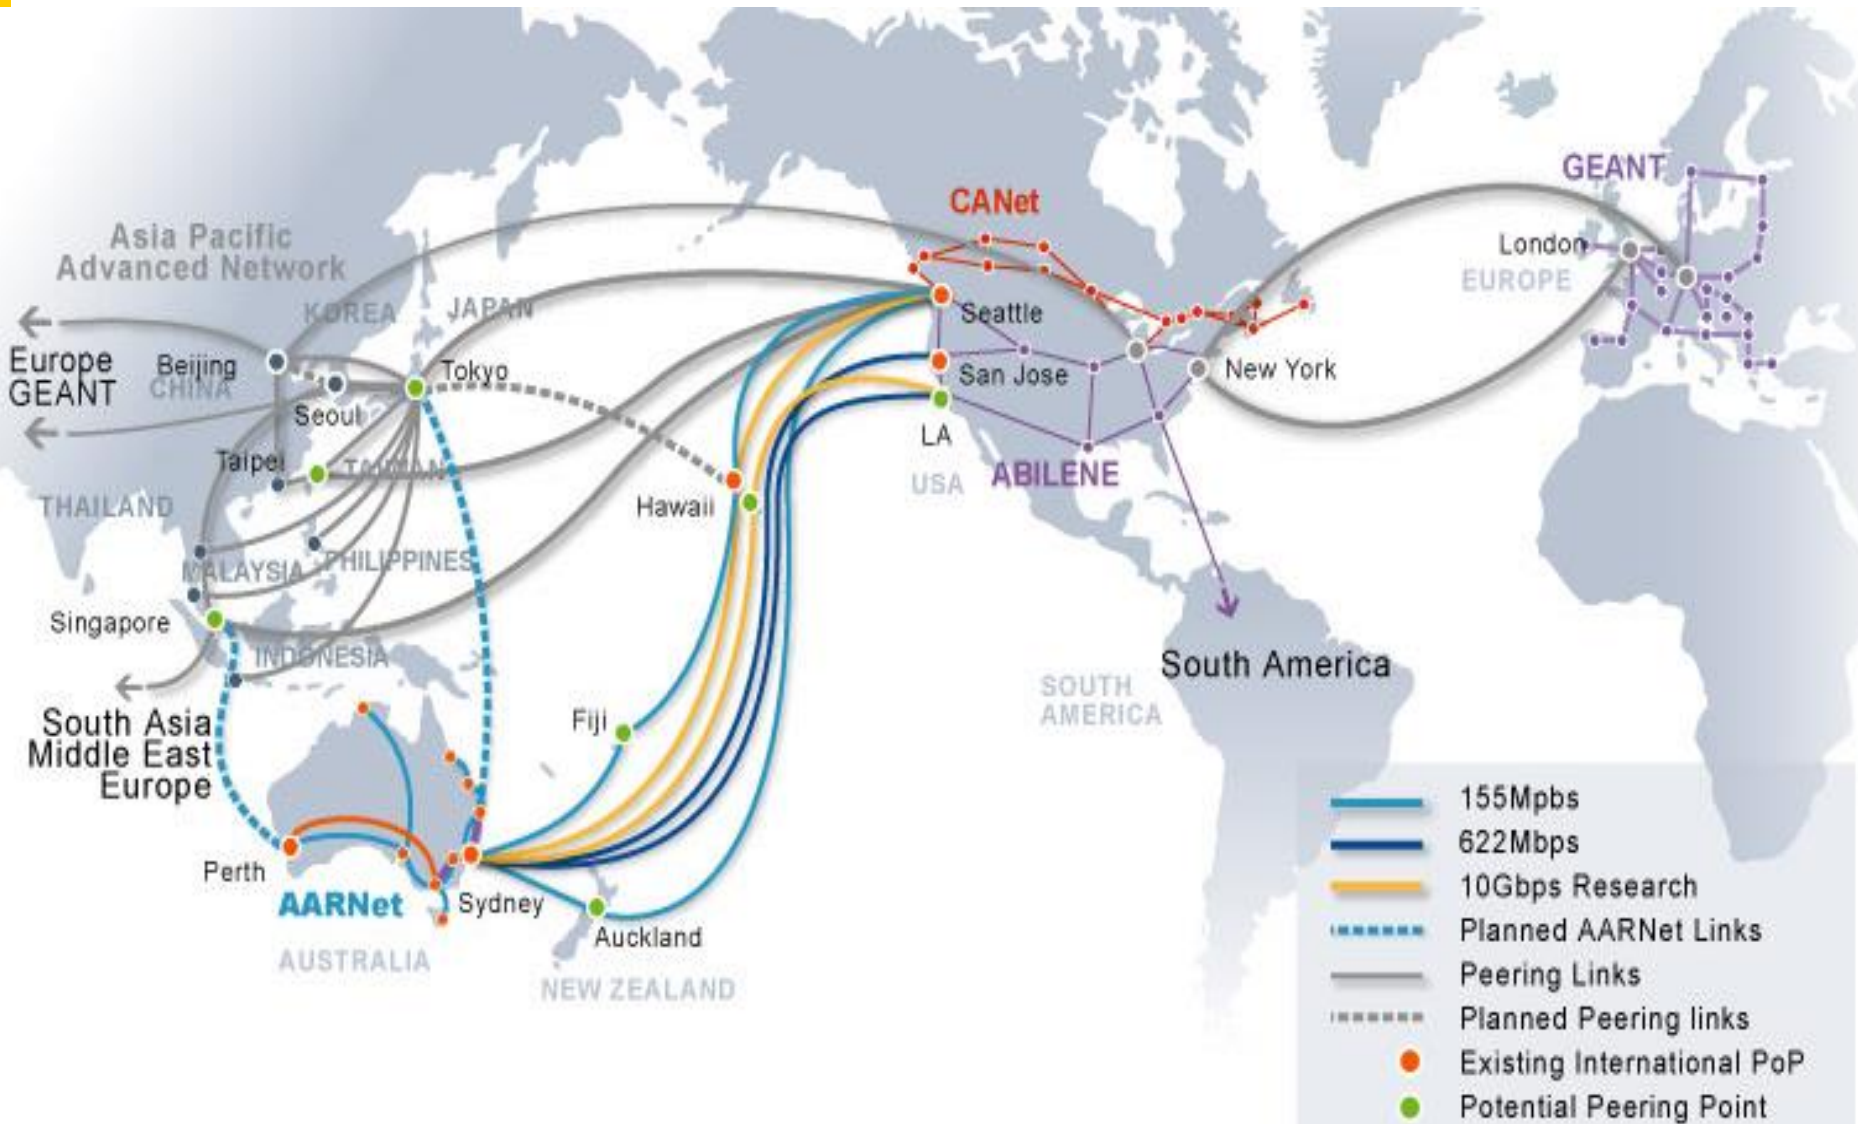 GEANT
CANet
London
EUROPE
Asia Pacific
Advanced Network
KOREA
JAPAN
Seattle
Europe
GEANT
Beijing
CHINA
Tokyo
San Jose
New York
Seoul
LA
Taipei
TAIWAN
USA
ABILENE
THAILAND
Hawaii
MALAYSIA
PHILIPPINES
Singapore
INDONESIA
South America
SOUTH
AMERICA
South Asia
Middle East
Europe
Fiji
Perth
AARNet
Sydney
Auckland
AUSTRALIA
NEW ZEALAND
155Mpbs
622Mbps
10Gbps Research
Planned AARNet Links
Peering Links
Planned Peering links
Existing International PoP
Potential Peering Point